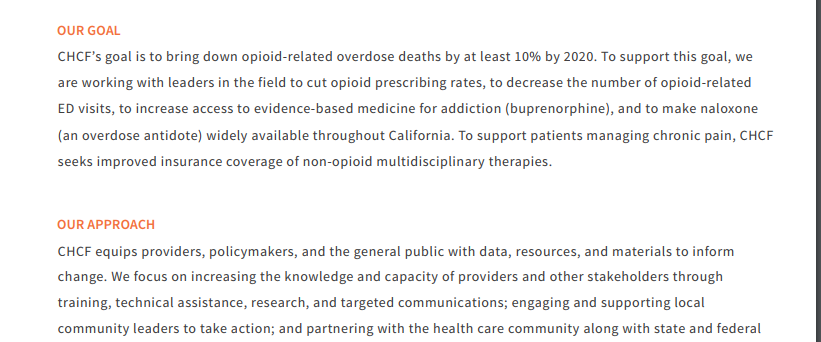 OUR GOAL
CHCF’s goal is to bring down opioid-related overdose deaths by at least 10% by 2020. To support this goal, we
are working with leaders in the field to cut opioid prescribing rates, to decrease the number of opioid-related
ED visits, to increase access to evidence-based medicine for addiction (buprenorphine), and to make naloxone
(an overdose antidote) widely available throughout California. To support patients managing chronic pain, CHCF
seeks improved insurance coverage of non-opioid multidisciplinary therapies.
OUR APPROACH
CHCF equips providers, policymakers, and the general public with data, resources, and materials to inform
change. We focus on increasing the knowledge and capacity of providers and other stakeholders through
training, technical assistance, research, and targeted communications; engaging and supporting local
community leaders to take action; and partnering with the health care community along with state and federal